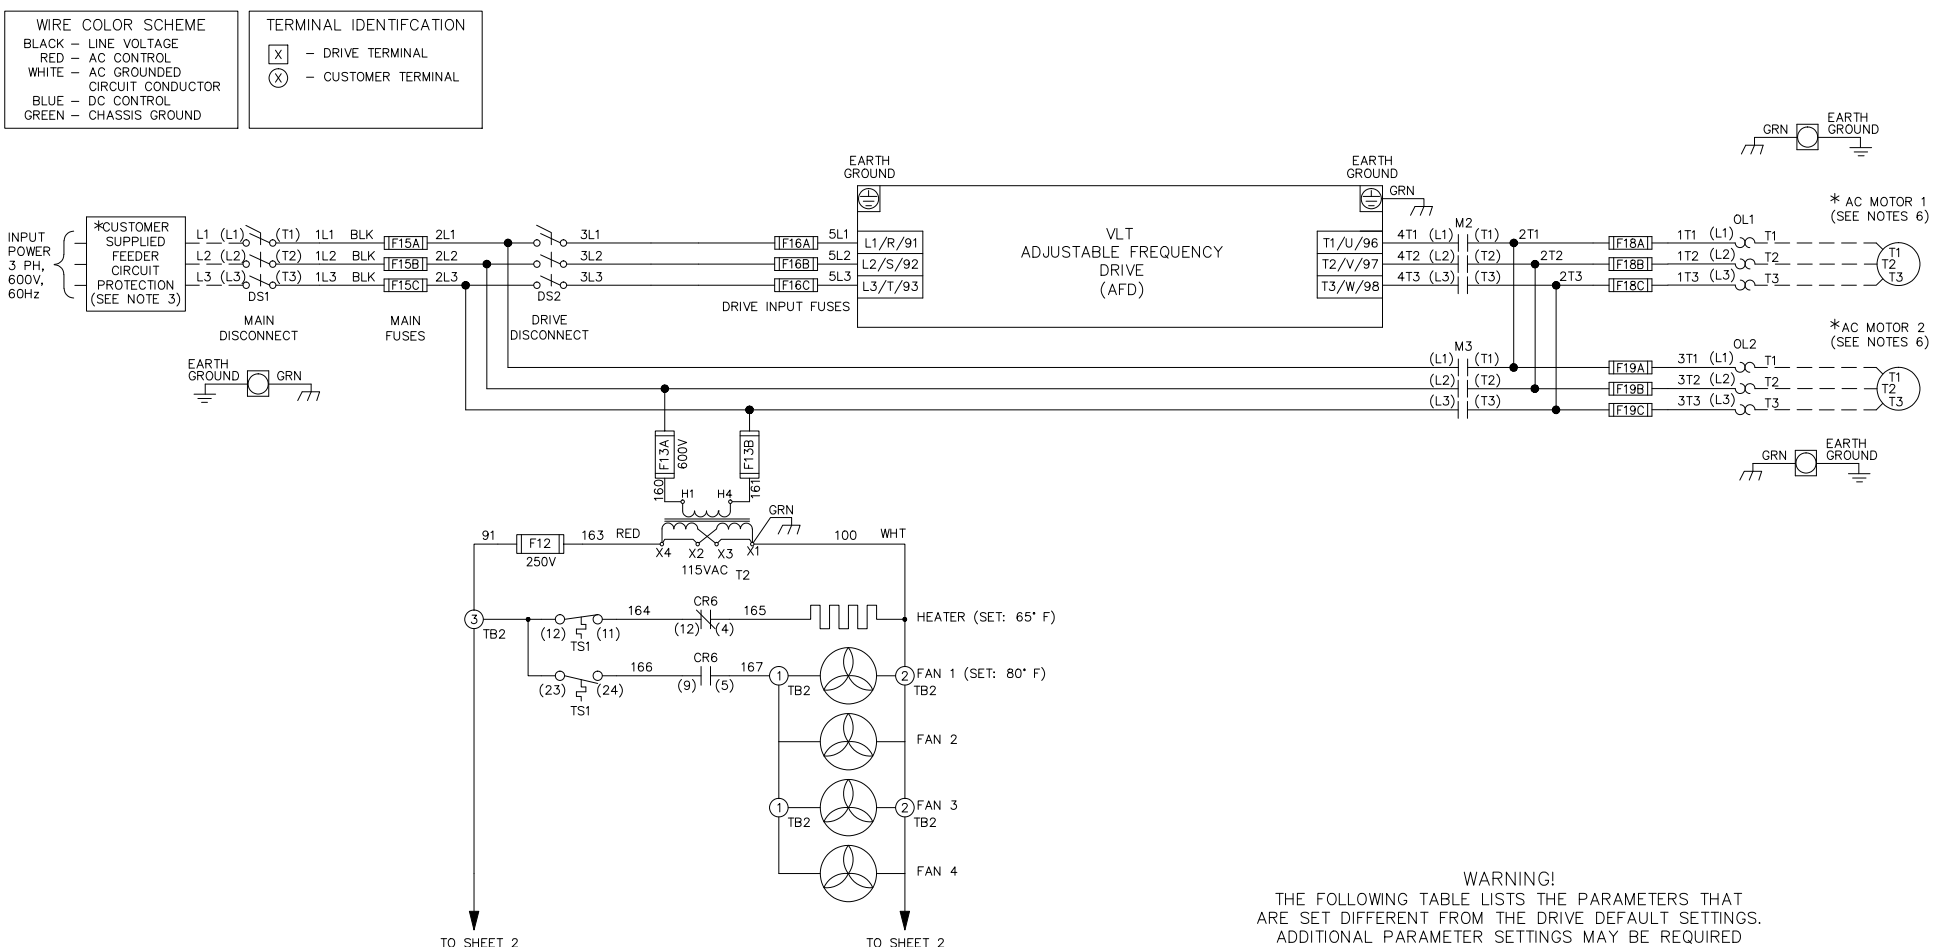 WIRE COLOR SCHEME
BLACK – LINE VOLTAGE
RED – AC CONTROL
WHITE – AC GROUNDED
CIRCUIT CONDUCTOR
BLUE – DC CONTROL
GREEN – CHASSIS GROUND
TERMINAL IDENTIFCATION
X – DRIVE TERMINAL
X – CUSTOMER TERMINAL
GRN EARTH
GROUND
INPUT
POWER
3 PH,
600V,
60Hz
*CUSTOMER
SUPPLIED
FEEDER
CIRCUIT
PROTECTION
(SEE NOTE 3)
L1 (L1) (T1) 1L1 BLK F15A 2L1
L2 (L2) (T2) 1L2 BLK F15B 2L2
L3 (L3) (T3) 1L3 BLK F15C 2L3
DS1
MAIN
DISCONNECT
MAIN
FUSES
3L1
3L2
3L3
DS2
DRIVE
DISCONNECT
F16A 5L1
F16B 5L2
F16C 5L3
DRIVE INPUT FUSES
EARTH
GROUND
L1/R/91
L2/S/92
L3/T/93
VLT
ADJUSTABLE FREQUENCY
DRIVE
(AFD)
EARTH
GROUND
GRN
T1/U/96
T2/V/97
T3/W/98
M2
4T1 (L1) (T1) 2T1
4T2 (L2) (T2) 2T2
4T3 (L3) (T3) 2T3
OL1
F18A 1T1 (L1) T1
F18B 1T2 (L2) T2
F18C 1T3 (L3) T3
* AC MOTOR 1
(SEE NOTES 6)
T1
T2
T3
EARTH
GROUND GRN
M3
(L1) (T1)
(L2) (T2)
(L3) (T3)
OL2
F19A 3T1 (L1) T1
F19B 3T2 (L2) T2
F19C 3T3 (L3) T3
*AC MOTOR 2
(SEE NOTES 6)
T1
T2
T3
GRN EARTH
GROUND
F13A
600V
F13B
160
161
H1 H4
GRN
91 F12 163 RED
250V
X4 X2 X3 X1
115VAC T2
100 WHT
3
TB2
(12) (11)
TS1
164
CR6
(12) (4)
165
HEATER (SET: 65° F)
(23) (24)
TS1
166
CR6
(9) (5)
167
1
TB2
2
TB2
FAN 1 (SET: 80° F)
FAN 2
1
TB2
2
TB2
FAN 3
FAN 4
TO SHEET 2
TO SHEET 2
WARNING!
THE FOLLOWING TABLE LISTS THE PARAMETERS THAT
ARE SET DIFFERENT FROM THE DRIVE DEFAULT SETTINGS.
ADDITIONAL PARAMETER SETTINGS MAY BE REQUIRED